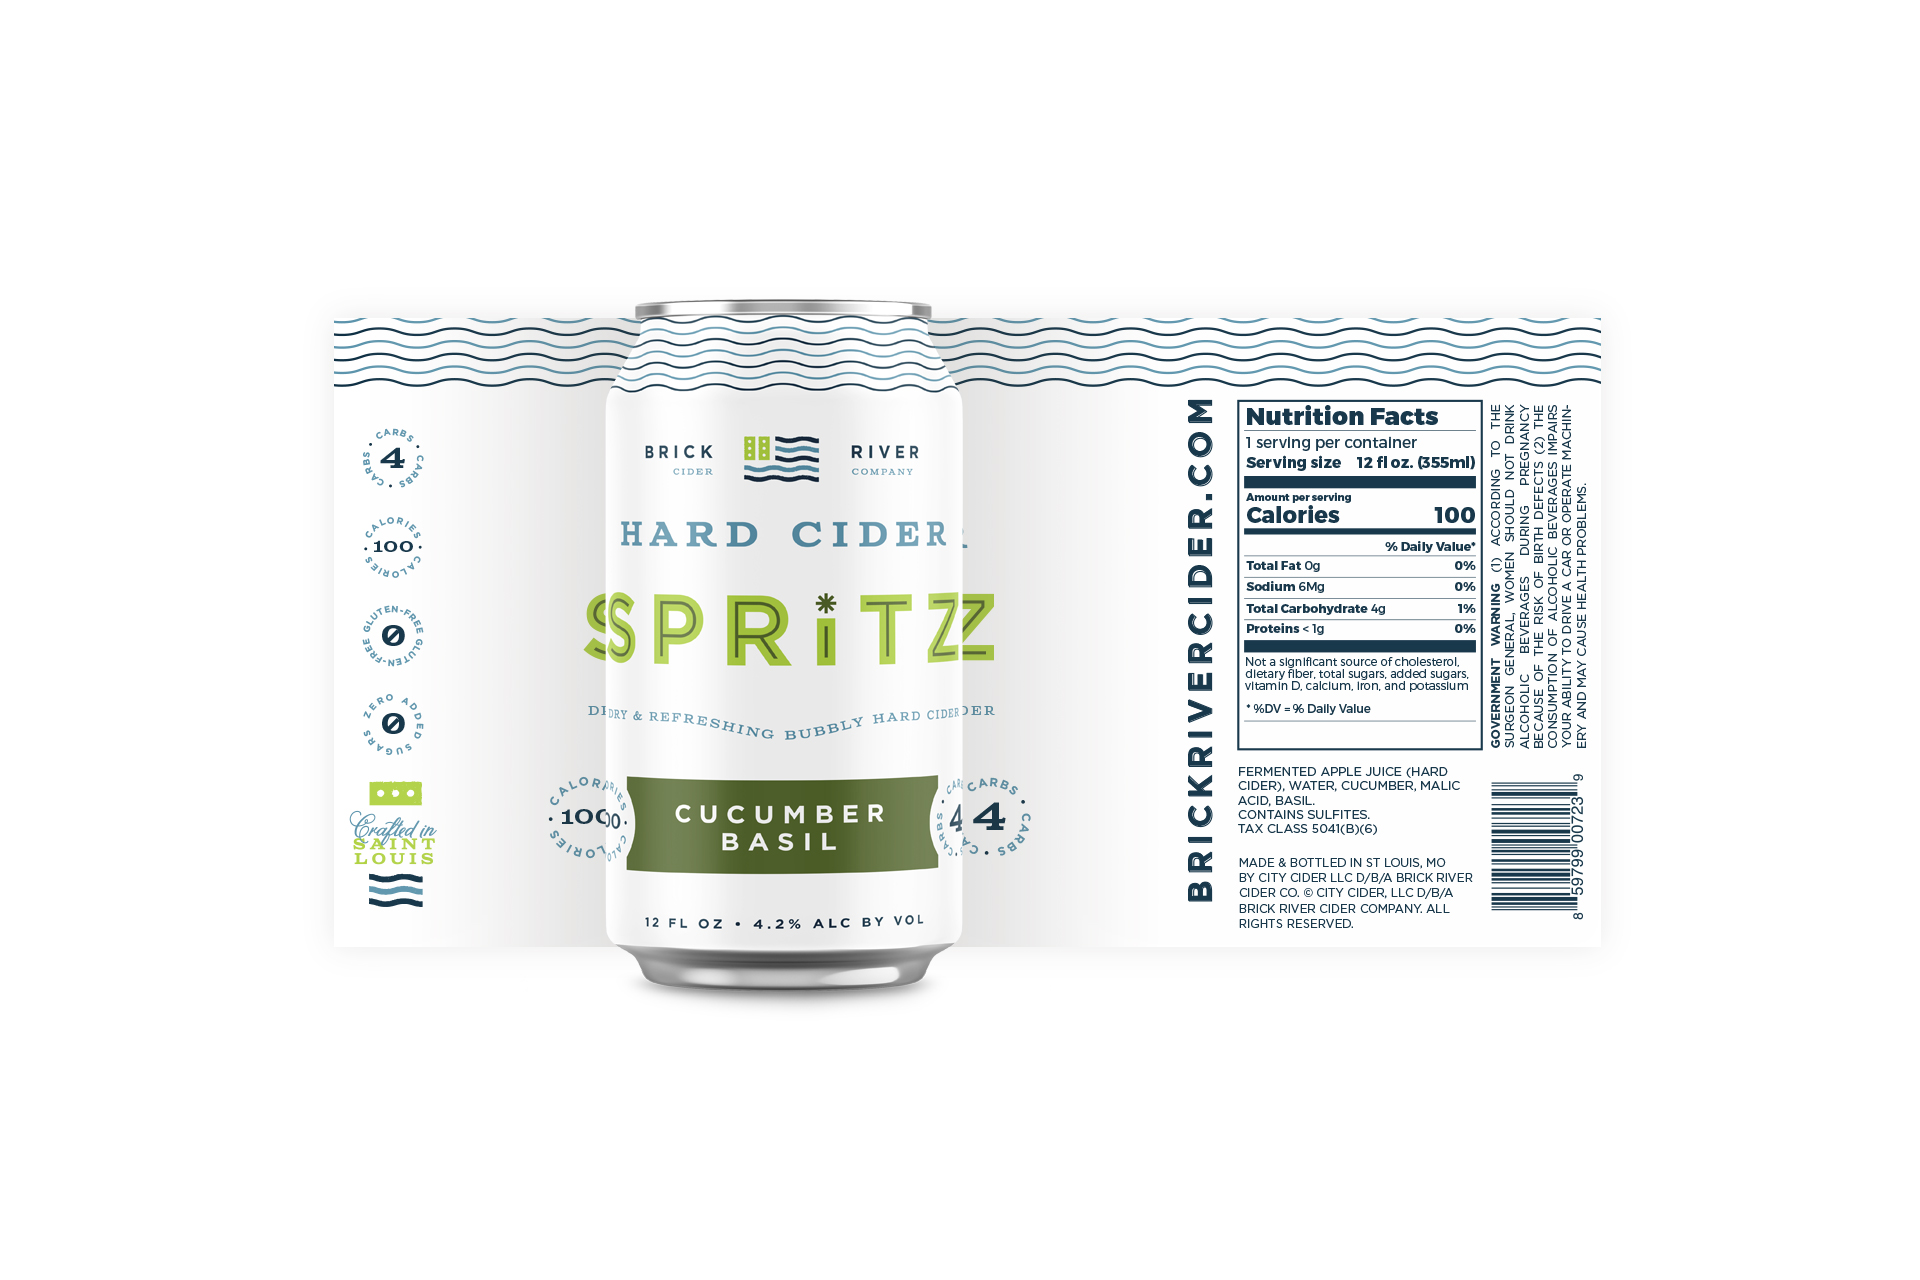 CARBS
4
CARBS
CARBS
CALORIES
100
CALORIES
GLUTEN-FREE
0
GLUTEN-FREE
ZERO ADDED
0
SUGARS
Crafted in
SAINT
LOUIS
BRICK
CIDER
RIVER
COMPANY
HARD CIDER
SPRiTZ
DRY & REFRESHING BUBBLY HARD CIDER
CALORIES
100
CALORIES
CUCUMBER
BASIL
CARBS
4
CARBS
CARBS
12 FL OZ • 4.2% ALC BY VOL
BRICKRIVERCIDER.COM
Nutrition Facts
1 serving per container
Serving size 12 fl oz. (355ml)
Amount per serving
Calories 100
% Daily Value*
Total Fat 0g 0%
Sodium 6Mg 0%
Total Carbohydrate 4g 1%
Proteins < 1g 0%
Not a significant source of cholesterol,
dietary fiber, total sugars, added sugars,
vitamin D, calcium, iron, and potassium
* %DV = % Daily Value
FERMENTED APPLE JUICE (HARD
CIDER), WATER, CUCUMBER, MALIC
ACID, BASIL.
CONTAINS SULFITES.
TAX CLASS 5041(B)(6)
MADE & BOTTLED IN ST LOUIS, MO
BY CITY CIDER LLC D/B/A BRICK RIVER
CIDER CO. © CITY CIDER, LLC D/B/A
BRICK RIVER CIDER COMPANY. ALL
RIGHTS RESERVED.
GOVERNMENT WARNING (1) ACCORDING TO THE
SURGEON GENERAL, WOMEN SHOULD NOT DRINK
ALCOHOLIC BEVERAGES DURING PREGNANCY
BECAUSE OF THE RISK OF BIRTH DEFECTS (2) THE
CONSUMPTION OF ALCOHOLIC BEVERAGES IMPAIRS
YOUR ABILITY TO DRIVE A CAR OR OPERATE MACHIN-
ERY AND MAY CAUSE HEALTH PROBLEMS.
8 59799 00723 9